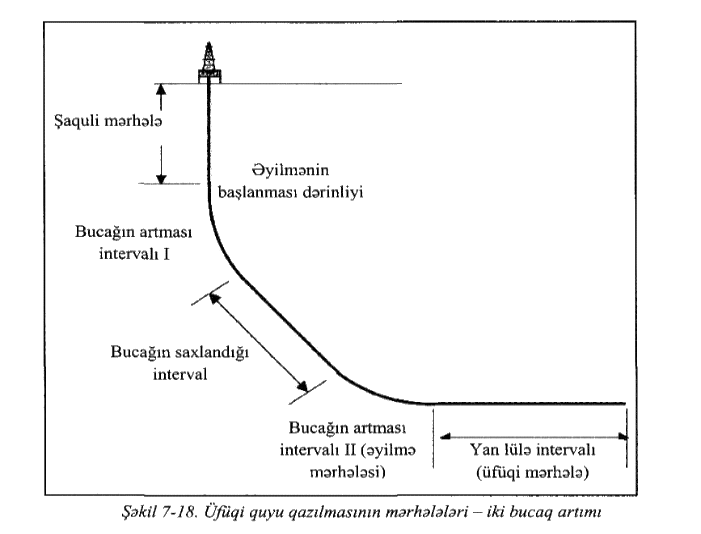 Şaquli mərhələ
Əyilmənin
başlanması dərinliyi
Bucağın artması
intervalı I
Bucağın saxlandığı
interval
Bucağın artması
intervalı II (əyilmə
mərhələsi)
Yan lülə intervalı
(üfüqi mərhələ)
Şəkil 7-18. Üfüqi quyu qazılmasının mərhələləri – iki bucaq artımı